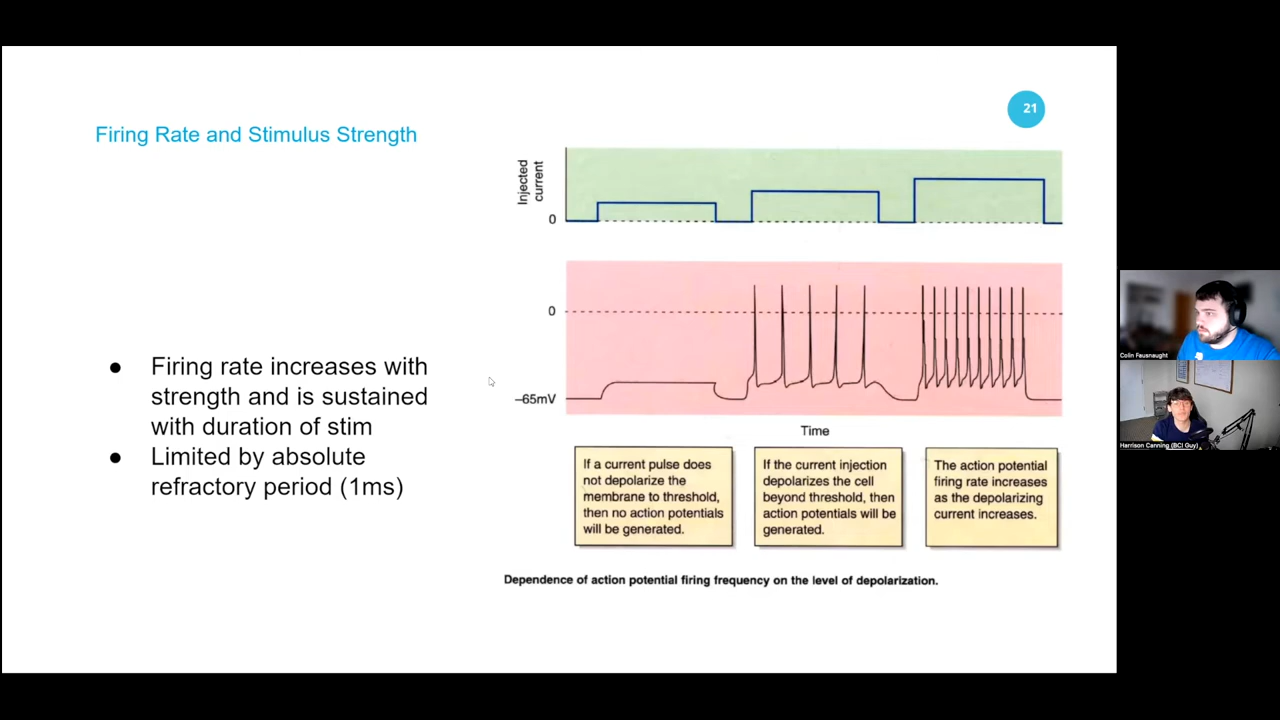 21
Firing Rate and Stimulus Strength
Injected
current
0
0
–65mV
Time
● Firing rate increases with
strength and is sustained
with duration of stim
● Limited by absolute
refractory period (1ms)
If a current pulse does
not depolarize the
membrane to threshold,
then no action potentials
will be generated.
If the current injection
depolarizes the cell
beyond threshold, then
action potentials will be
generated.
The action potential
firing rate increases
as the depolarizing
current increases.
Dependence of action potential firing frequency on the level of depolarization.
Colin Fausnaught
Harrison Canning (BCI Guy)